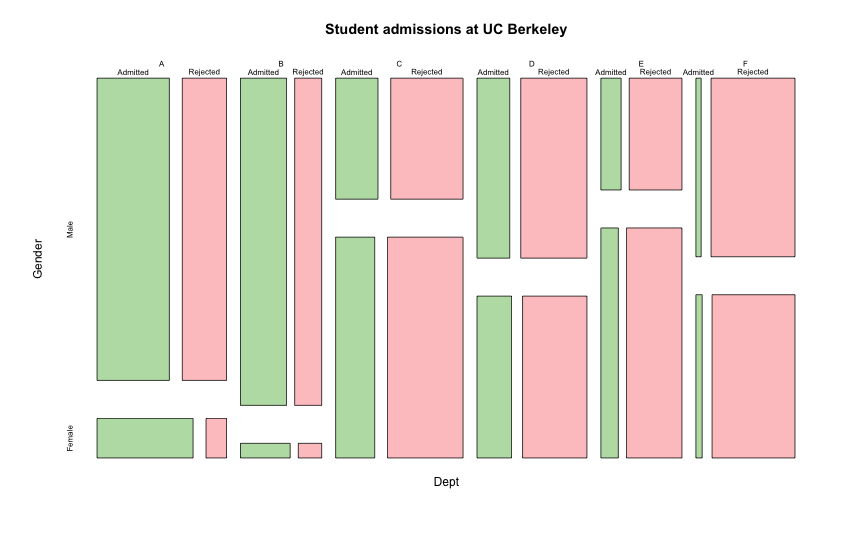 Student admissions at UC Berkeley
A B C D E F
Admitted Rejected Admitted Rejected Admitted Rejected Admitted Rejected Admitted Rejected Admitted Rejected
Gender
Male
Female
Dept